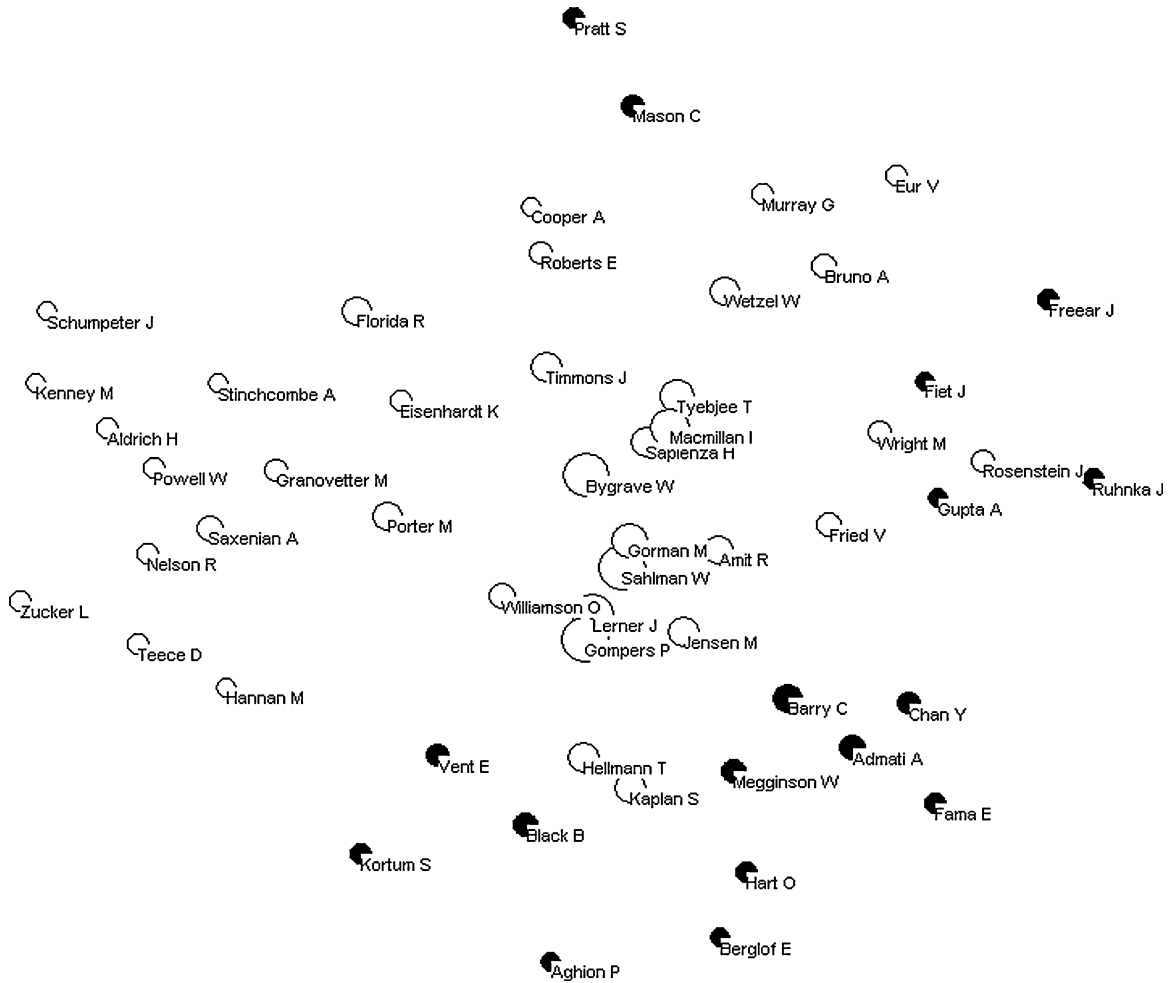 Pratt S
Mason C
Eur V
Murray G
Cooper A
Roberts E
Bruno A
Wetzel W
Freear J
Schumpeter J
Florida R
Timmons J
Fiet J
Kenney M
Stinchcombe A
Eisenhardt K
Tyebjee T
Aldrich H
Macmillan I
Wright M
Sapienza H
Rosenstein J
Powell W
Granovetter M
Bygrave W
Ruhnka J
Gupta A
Porter M
Saxenian A
Fried V
Gorman M
Amit R
Nelson R
Sahlman W
Zucker L
Williamson O
Lerner J
Jensen M
Gompers P
Teece D
Hannan M
Barry C
Chan Y
Admati A
Vent E
Hellmann T
Megginson W
Kaplan S
Fama E
Black B
Kortum S
Hart O
Berglof E
Aghion P